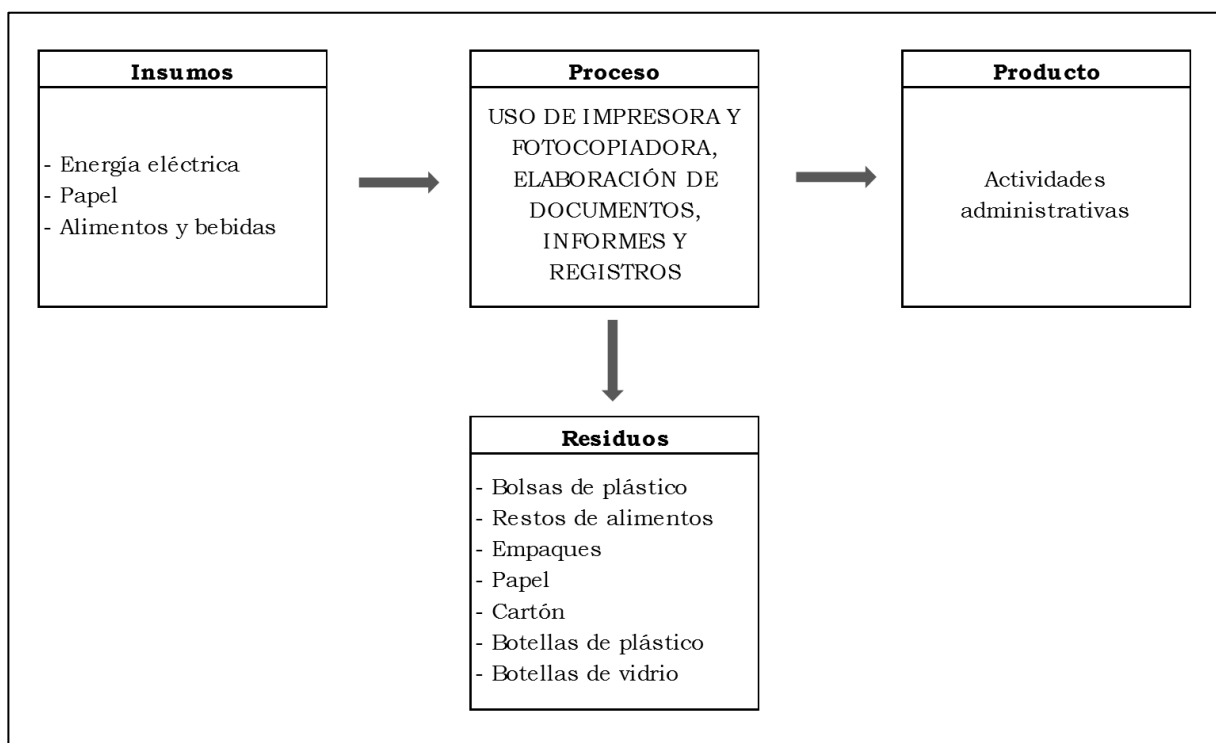 Insumos
- Energía eléctrica
- Papel
- Alimentos y bebidas
Proceso
USO DE IMPRESORA Y
FOTOCOPIADORA,
ELABORACIÓN DE
DOCUMENTOS,
INFORMES Y
REGISTROS
Producto
Actividades
administrativas
Residuos
- Bolsas de plástico
- Restos de alimentos
- Empaques
- Papel
- Cartón
- Botellas de plástico
- Botellas de vidrio